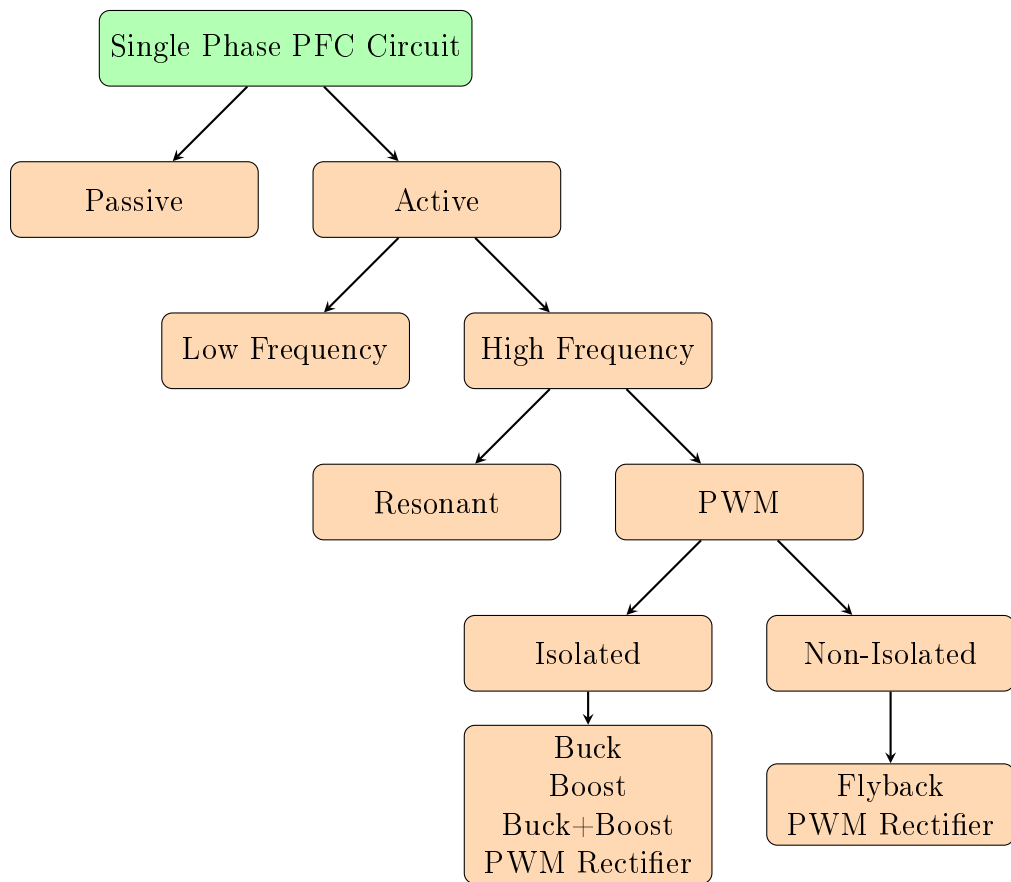 Single Phase PFC Circuit
Passive
Active
Low Frequency
High Frequency
Resonant
PWM
Isolated
Non-Isolated
Buck
Boost
Buck+Boost
PWM Rectifier
Flyback
PWM Rectifier